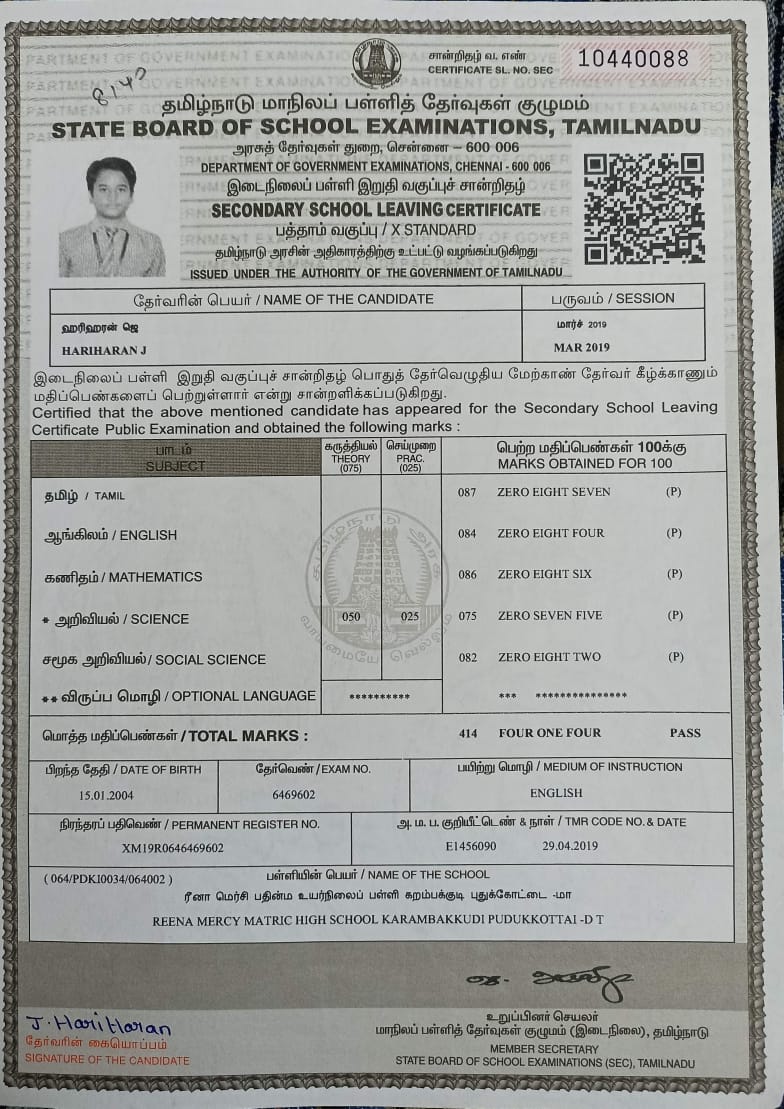 சான்றிதழ் வ. எண்
CERTIFICATE SL. NO. SEC
10440088
8140
தமிழ்நாடு மாநிலப் பள்ளித் தேர்வுகள் குழுமம்
STATE BOARD OF SCHOOL EXAMINATIONS, TAMILNADU
அரசுத் தேர்வுகள் துறை, சென்னை – 600 006
DEPARTMENT OF GOVERNMENT EXAMINATIONS, CHENNAI - 600 006
இடைநிலைப் பள்ளி இறுதி வகுப்புச் சான்றிதழ்
SECONDARY SCHOOL LEAVING CERTIFICATE
பத்தாம் வகுப்பு / X STANDARD
தமிழ்நாடு அரசின் அதிகாரத்திற்கு உட்பட்டு வழங்கப்படுகிறது
ISSUED UNDER THE AUTHORITY OF THE GOVERNMENT OF TAMILNADU
தேர்வரின் பெயர் / NAME OF THE CANDIDATE
பருவம் / SESSION
ஹரிஹரன் ஜெ
மார்ச் 2019
HARIHARAN J
MAR 2019
இடைநிலைப் பள்ளி இறுதி வகுப்புச் சான்றிதழ் பொதுத் தேர்வெழுதிய மேற்காண் தேர்வர் கீழ்க்காணும்
மதிப்பெண்களைப் பெற்றுள்ளார் என்று சான்றளிக்கப்படுகிறது.
Certified that the above mentioned candidate has appeared for the Secondary School Leaving
Certificate Public Examination and obtained the following marks :
பாடம்
SUBJECT
கருத்தியல்
THEORY
(075)
செய்முறை
PRAC.
(025)
பெற்ற மதிப்பெண்கள் 100க்கு
MARKS OBTAINED FOR 100
தமிழ் / TAMIL 087 ZERO EIGHT SEVEN (P)
ஆங்கிலம் / ENGLISH 084 ZERO EIGHT FOUR (P)
கணிதம் / MATHEMATICS 086 ZERO EIGHT SIX (P)
* அறிவியல் / SCIENCE 050 025 075 ZERO SEVEN FIVE (P)
சமூக அறிவியல் / SOCIAL SCIENCE 082 ZERO EIGHT TWO (P)
** விருப்ப மொழி / OPTIONAL LANGUAGE ********** *** ***************
மொத்த மதிப்பெண்கள் / TOTAL MARKS : 414 FOUR ONE FOUR PASS
பிறந்த தேதி / DATE OF BIRTH
தேர்வெண் / EXAM NO.
பயிற்று மொழி / MEDIUM OF INSTRUCTION
15.01.2004
6469602
ENGLISH
நிரந்தரப் பதிவெண் / PERMANENT REGISTER NO.
அ. ம. ப. குறியீட்டெண் & நாள் / TMR CODE NO. & DATE
XM19R0646469602
E1456090 29.04.2019
( 064/PDKI0034/064002 )
பள்ளியின் பெயர் / NAME OF THE SCHOOL
ரீனா மெர்சி பதின்ம உயர்நிலைப் பள்ளி கறம்பக்குடி புதுக்கோட்டை -மா
REENA MERCY MATRIC HIGH SCHOOL KARAMBAKKUDI PUDUKKOTTAI -D T
J. HariHaran
தேர்வரின் கையொப்பம்
SIGNATURE OF THE CANDIDATE
உறுப்பினர் செயலர்
மாநிலப் பள்ளித் தேர்வுகள் குழுமம் (இடைநிலை), தமிழ்நாடு
MEMBER SECRETARY
STATE BOARD OF SCHOOL EXAMINATIONS (SEC), TAMILNADU